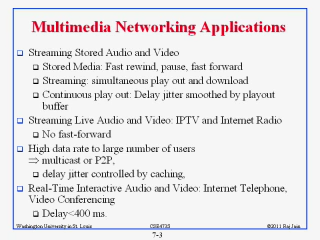 Multimedia Networking Applications
Streaming Stored Audio and Video
Stored Media: Fast rewind, pause, fast forward
Streaming: simultaneous play out and download
Continuous play out: Delay jitter smoothed by playout
buffer
Streaming Live Audio and Video: IPTV and Internet Radio
No fast-forward
High data rate to large number of users
⇒ multicast or P2P,
delay jitter controlled by caching,
Real-Time Interactive Audio and Video: Internet Telephone,
Video Conferencing
Delay<400 ms.
Washington University in St. Louis CSE473S ©2011 Raj Jain
7-3